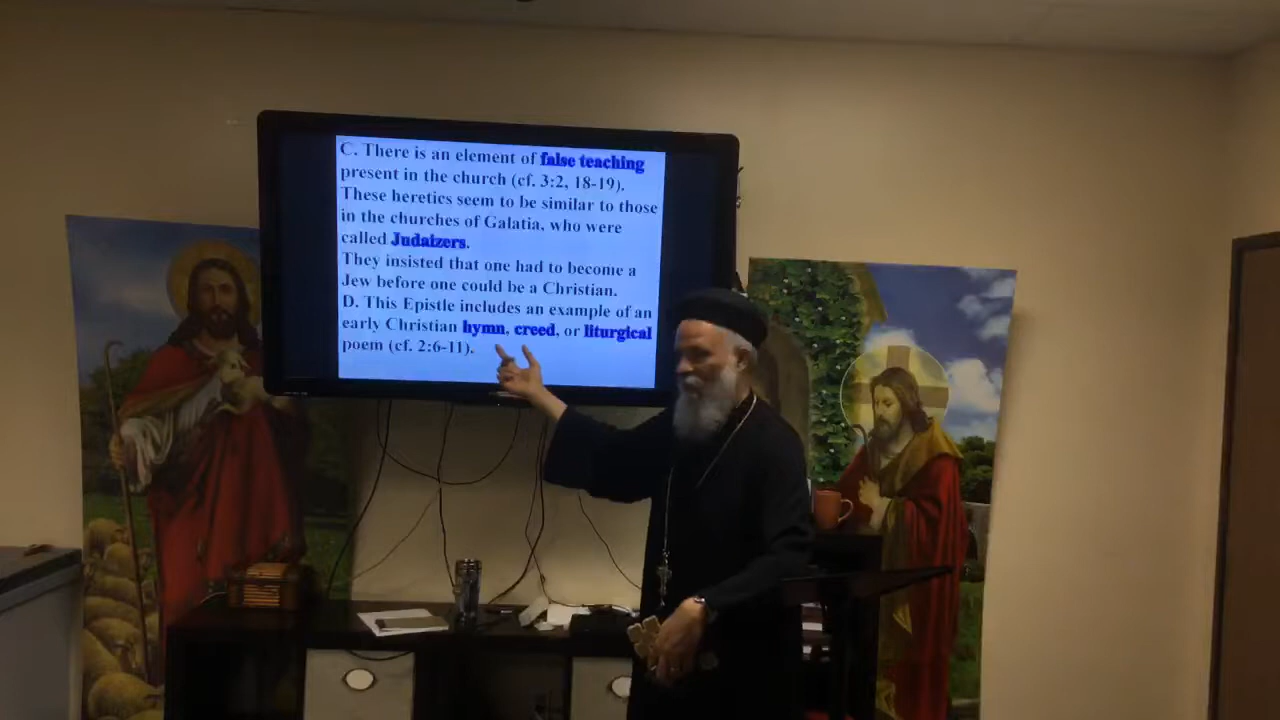 C. There is an element of false teaching
present in the church (cf. 3:2, 18-19).
These heretics seem to be similar to those
in the churches of Galatia, who were
called Judaizers.
They insisted that one had to become a
Jew before one could be a Christian.
D. This Epistle includes an example of an
early Christian hymn, creed, or liturgical
poem (cf. 2:6-11).